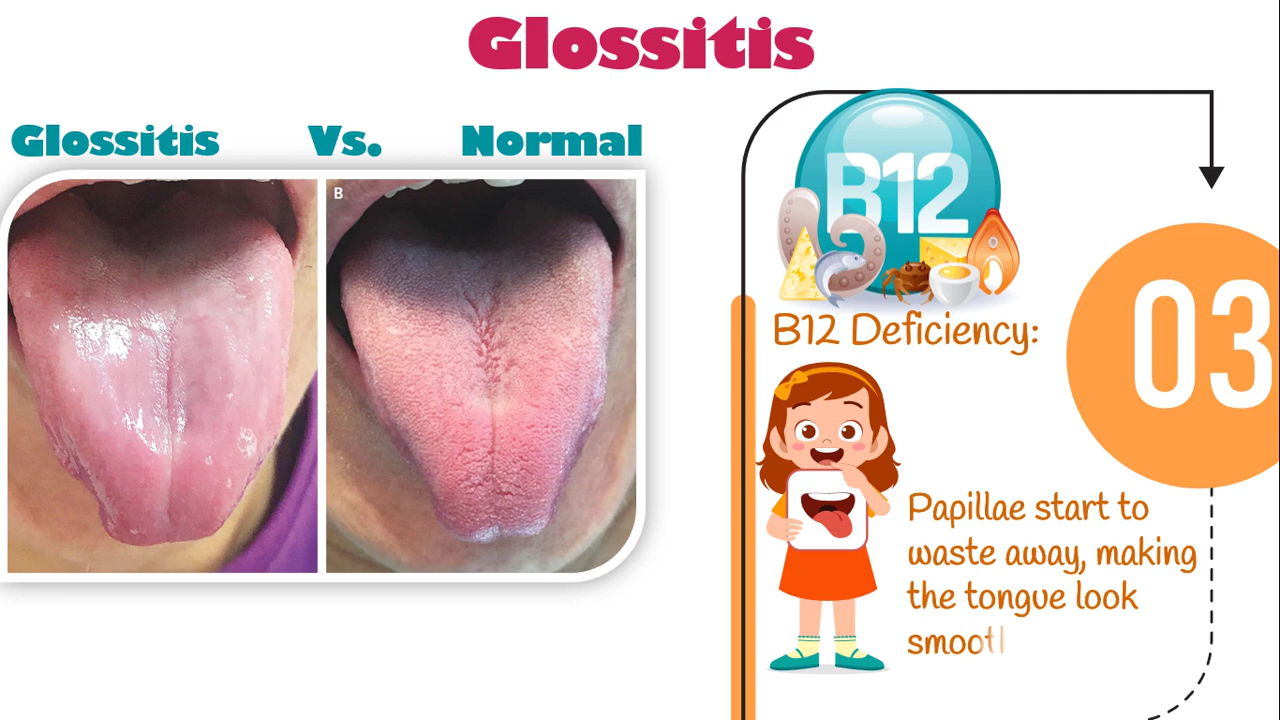 Glossitis
Glossitis Vs. Normal
B
B12
B12 Deficiency:
03
Papillae start to
waste away, making
the tongue look